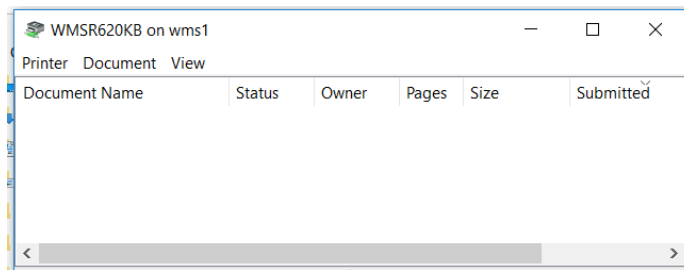 WMSR620KB on wms1
Printer Document View
Document Name Status Owner Pages Size Submitted